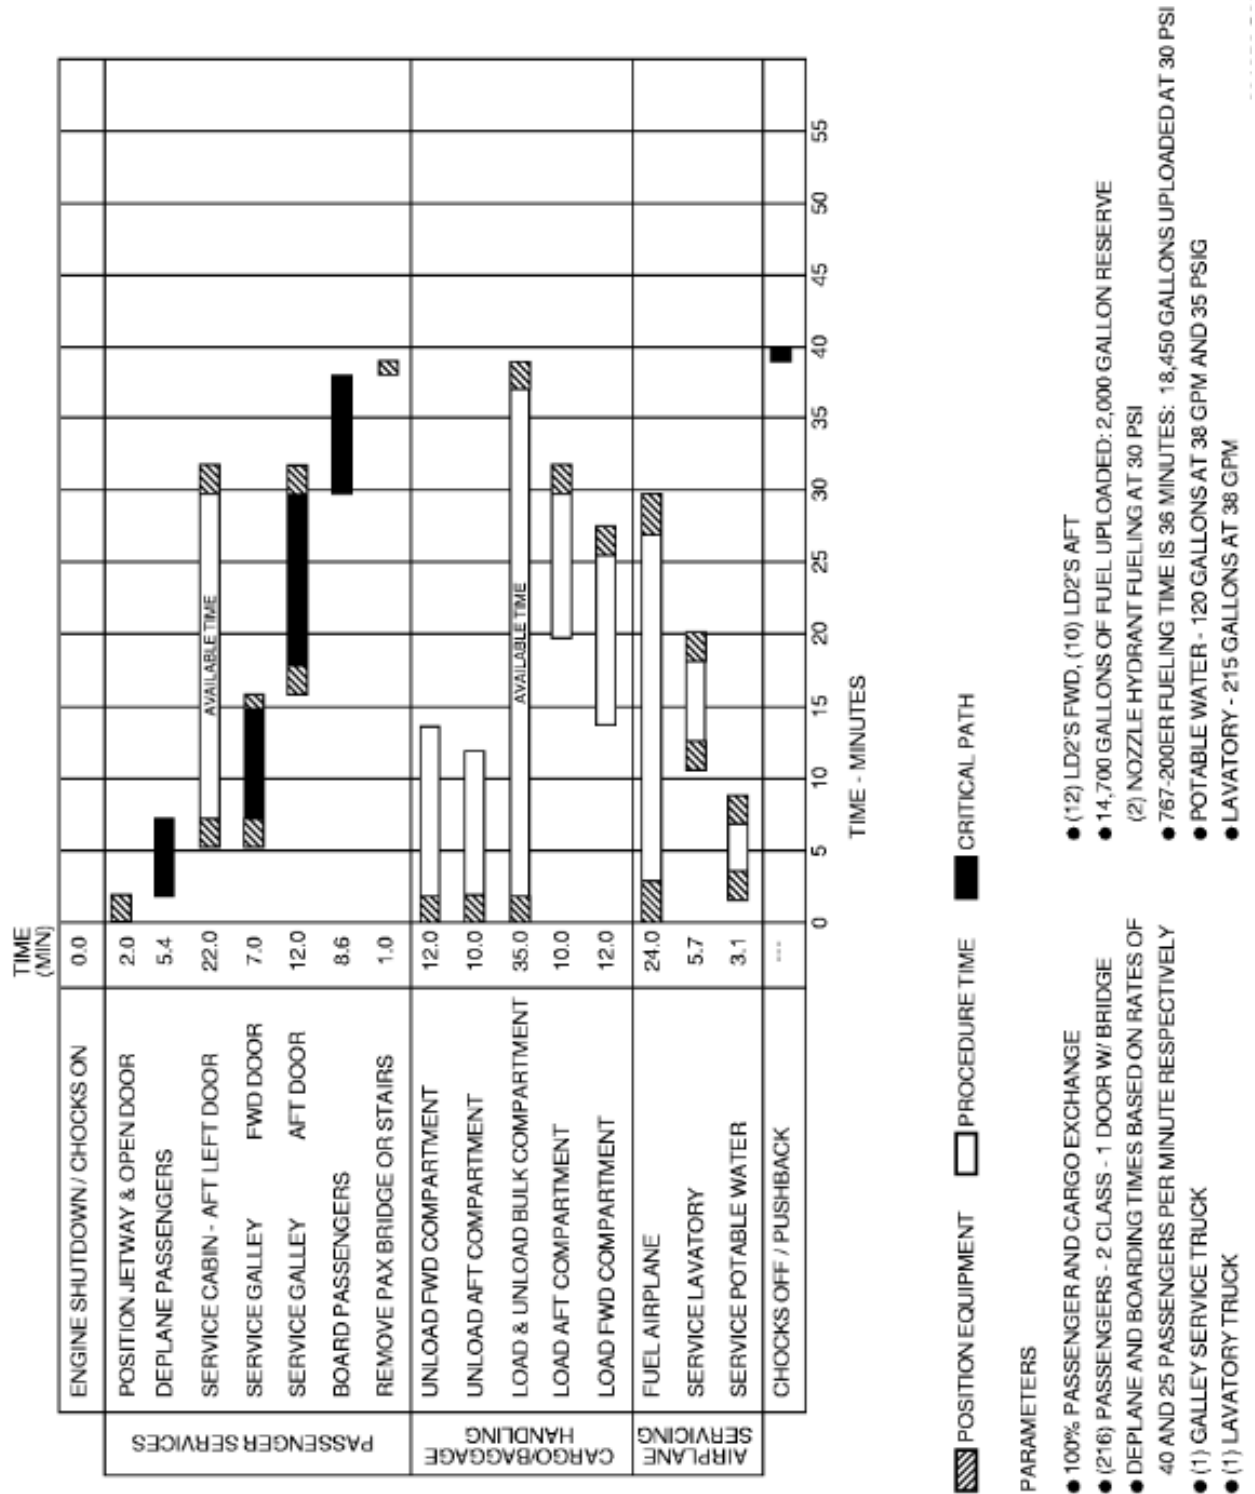 TIME
(MIN)
ENGINE SHUTDOWN / CHOCKS ON 0.0
PASSENGER SERVICES
POSITION JETWAY & OPEN DOOR 2.0
DEPLANE PASSENGERS 5.4
SERVICE CABIN - AFT LEFT DOOR 22.0 AVAILABLE TIME
SERVICE GALLEY FWD DOOR 7.0
SERVICE GALLEY AFT DOOR 12.0
BOARD PASSENGERS 8.6
REMOVE PAX BRIDGE OR STAIRS 1.0
CARGO/BAGGAGE
HANDLING
UNLOAD FWD COMPARTMENT 12.0
UNLOAD AFT COMPARTMENT 10.0
LOAD & UNLOAD BULK COMPARTMENT 35.0 AVAILABLE TIME
LOAD AFT COMPARTMENT 10.0
LOAD FWD COMPARTMENT 12.0
AIRPLANE
SERVICING
FUEL AIRPLANE 24.0
SERVICE LAVATORY 5.7
SERVICE POTABLE WATER 3.1
CHOCKS OFF / PUSHBACK ---
0 5 10 15 20 25 30 35 40 45 50 55
TIME - MINUTES
POSITION EQUIPMENT PROCEDURE TIME CRITICAL PATH
PARAMETERS
● 100% PASSENGER AND CARGO EXCHANGE
● (216) PASSENGERS - 2 CLASS - 1 DOOR W/ BRIDGE
● DEPLANE AND BOARDING TIMES BASED ON RATES OF
40 AND 25 PASSENGERS PER MINUTE RESPECTIVELY
● (1) GALLEY SERVICE TRUCK
● (1) LAVATORY TRUCK
● (12) LD2'S FWD, (10) LD2'S AFT
● 14,700 GALLONS OF FUEL UPLOADED: 2,000 GALLON RESERVE
(2) NOZZLE HYDRANT FUELING AT 30 PSI
● 767-200ER FUELING TIME IS 36 MINUTES: 18,450 GALLONS UPLOADED AT 30 PSI
● POTABLE WATER - 120 GALLONS AT 38 GPM AND 35 PSIG
● LAVATORY - 215 GALLONS AT 38 GPM